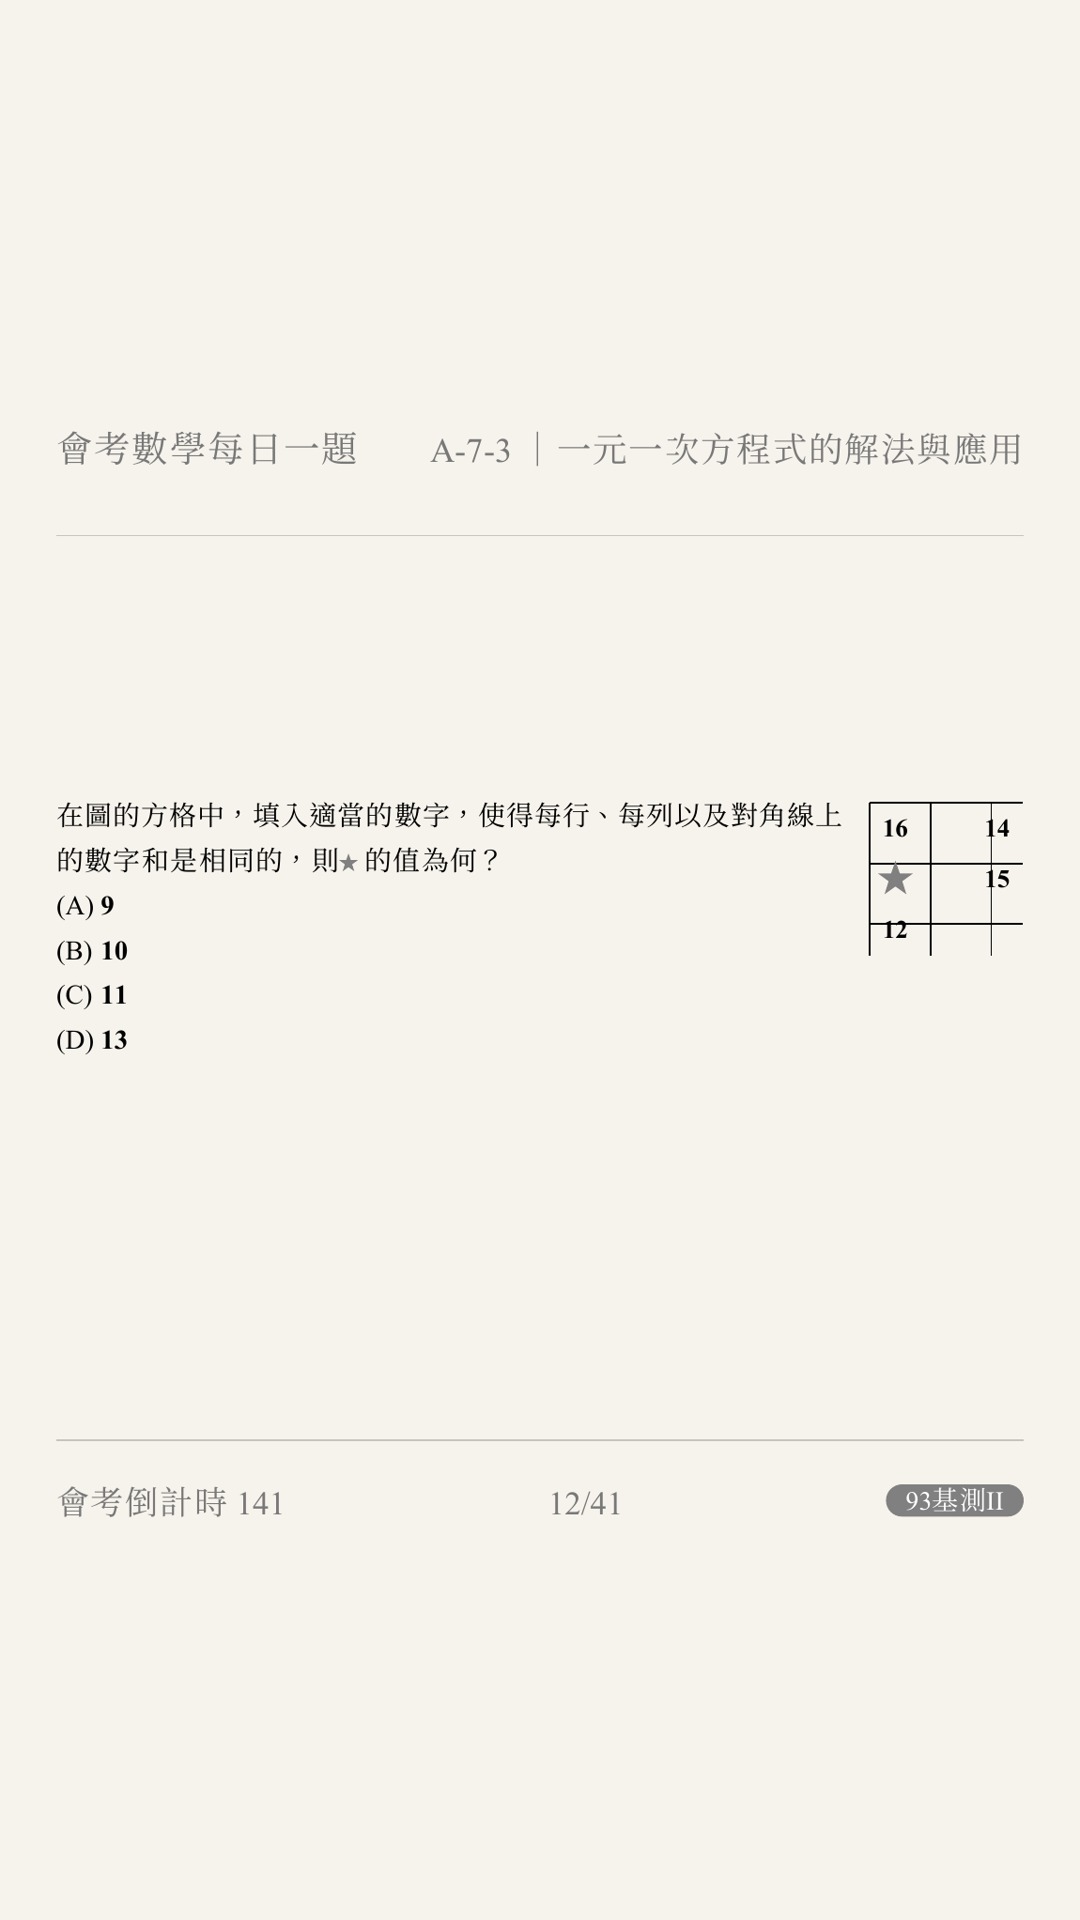 會考數學每日一題 A-7-3｜一元一次方程式的解法與應用
在圖的方格中，填入適當的數字，使得每行、每列以及對角線上
的數字和是相同的，則★的值為何？
(A) 9
(B) 10
(C) 11
(D) 13
16 14
★ 15
12
會考倒計時 141 12/41 93基測II